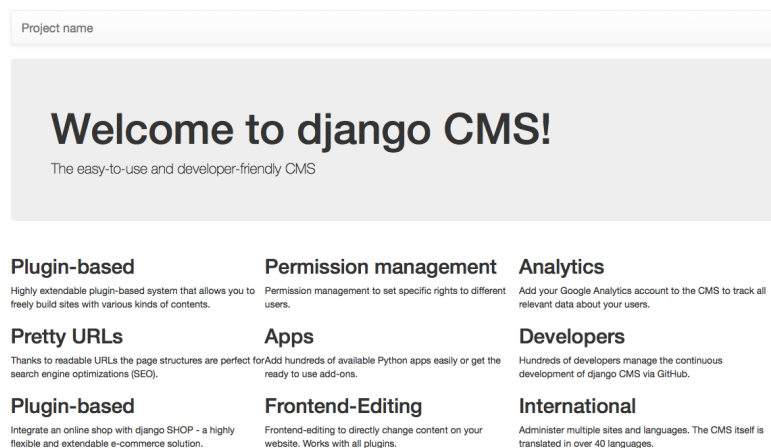 Project name
Welcome to django CMS!
The easy-to-use and developer-friendly CMS
Plugin-based
Highly extendable plugin-based system that allows you to
freely build sites with various kinds of contents.
Permission management
Permission management to set specific rights to different
users.
Analytics
Add your Google Analytics account to the CMS to track all
relevant data about your users.
Pretty URLs
Thanks to readable URLs the page structures are perfect for
search engine optimizations (SEO).
Apps
Add hundreds of available Python apps easily or get the
ready to use add-ons.
Developers
Hundreds of developers manage the continuous
development of django CMS via GitHub.
Plugin-based
Integrate an online shop with django SHOP - a highly
flexible and extendable e-commerce solution.
Frontend-Editing
Frontend-editing to directly change content on your
website. Works with all plugins.
International
Administer multiple sites and languages. The CMS itself is
translated in over 40 languages.